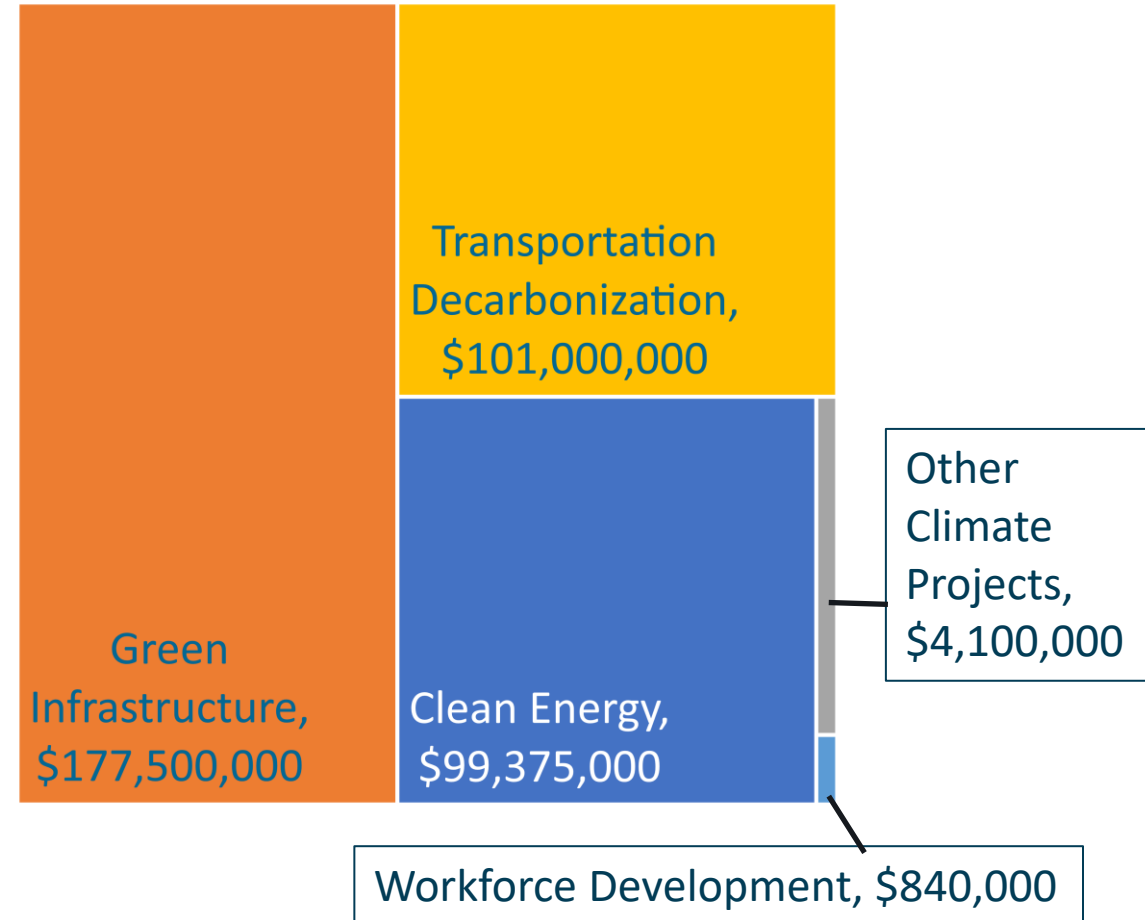 Transportation
Decarbonization,
$101,000,000
Green
Infrastructure,
$177,500,000
Clean Energy,
$99,375,000
Other
Climate
Projects,
$4,100,000
Workforce Development, $840,000